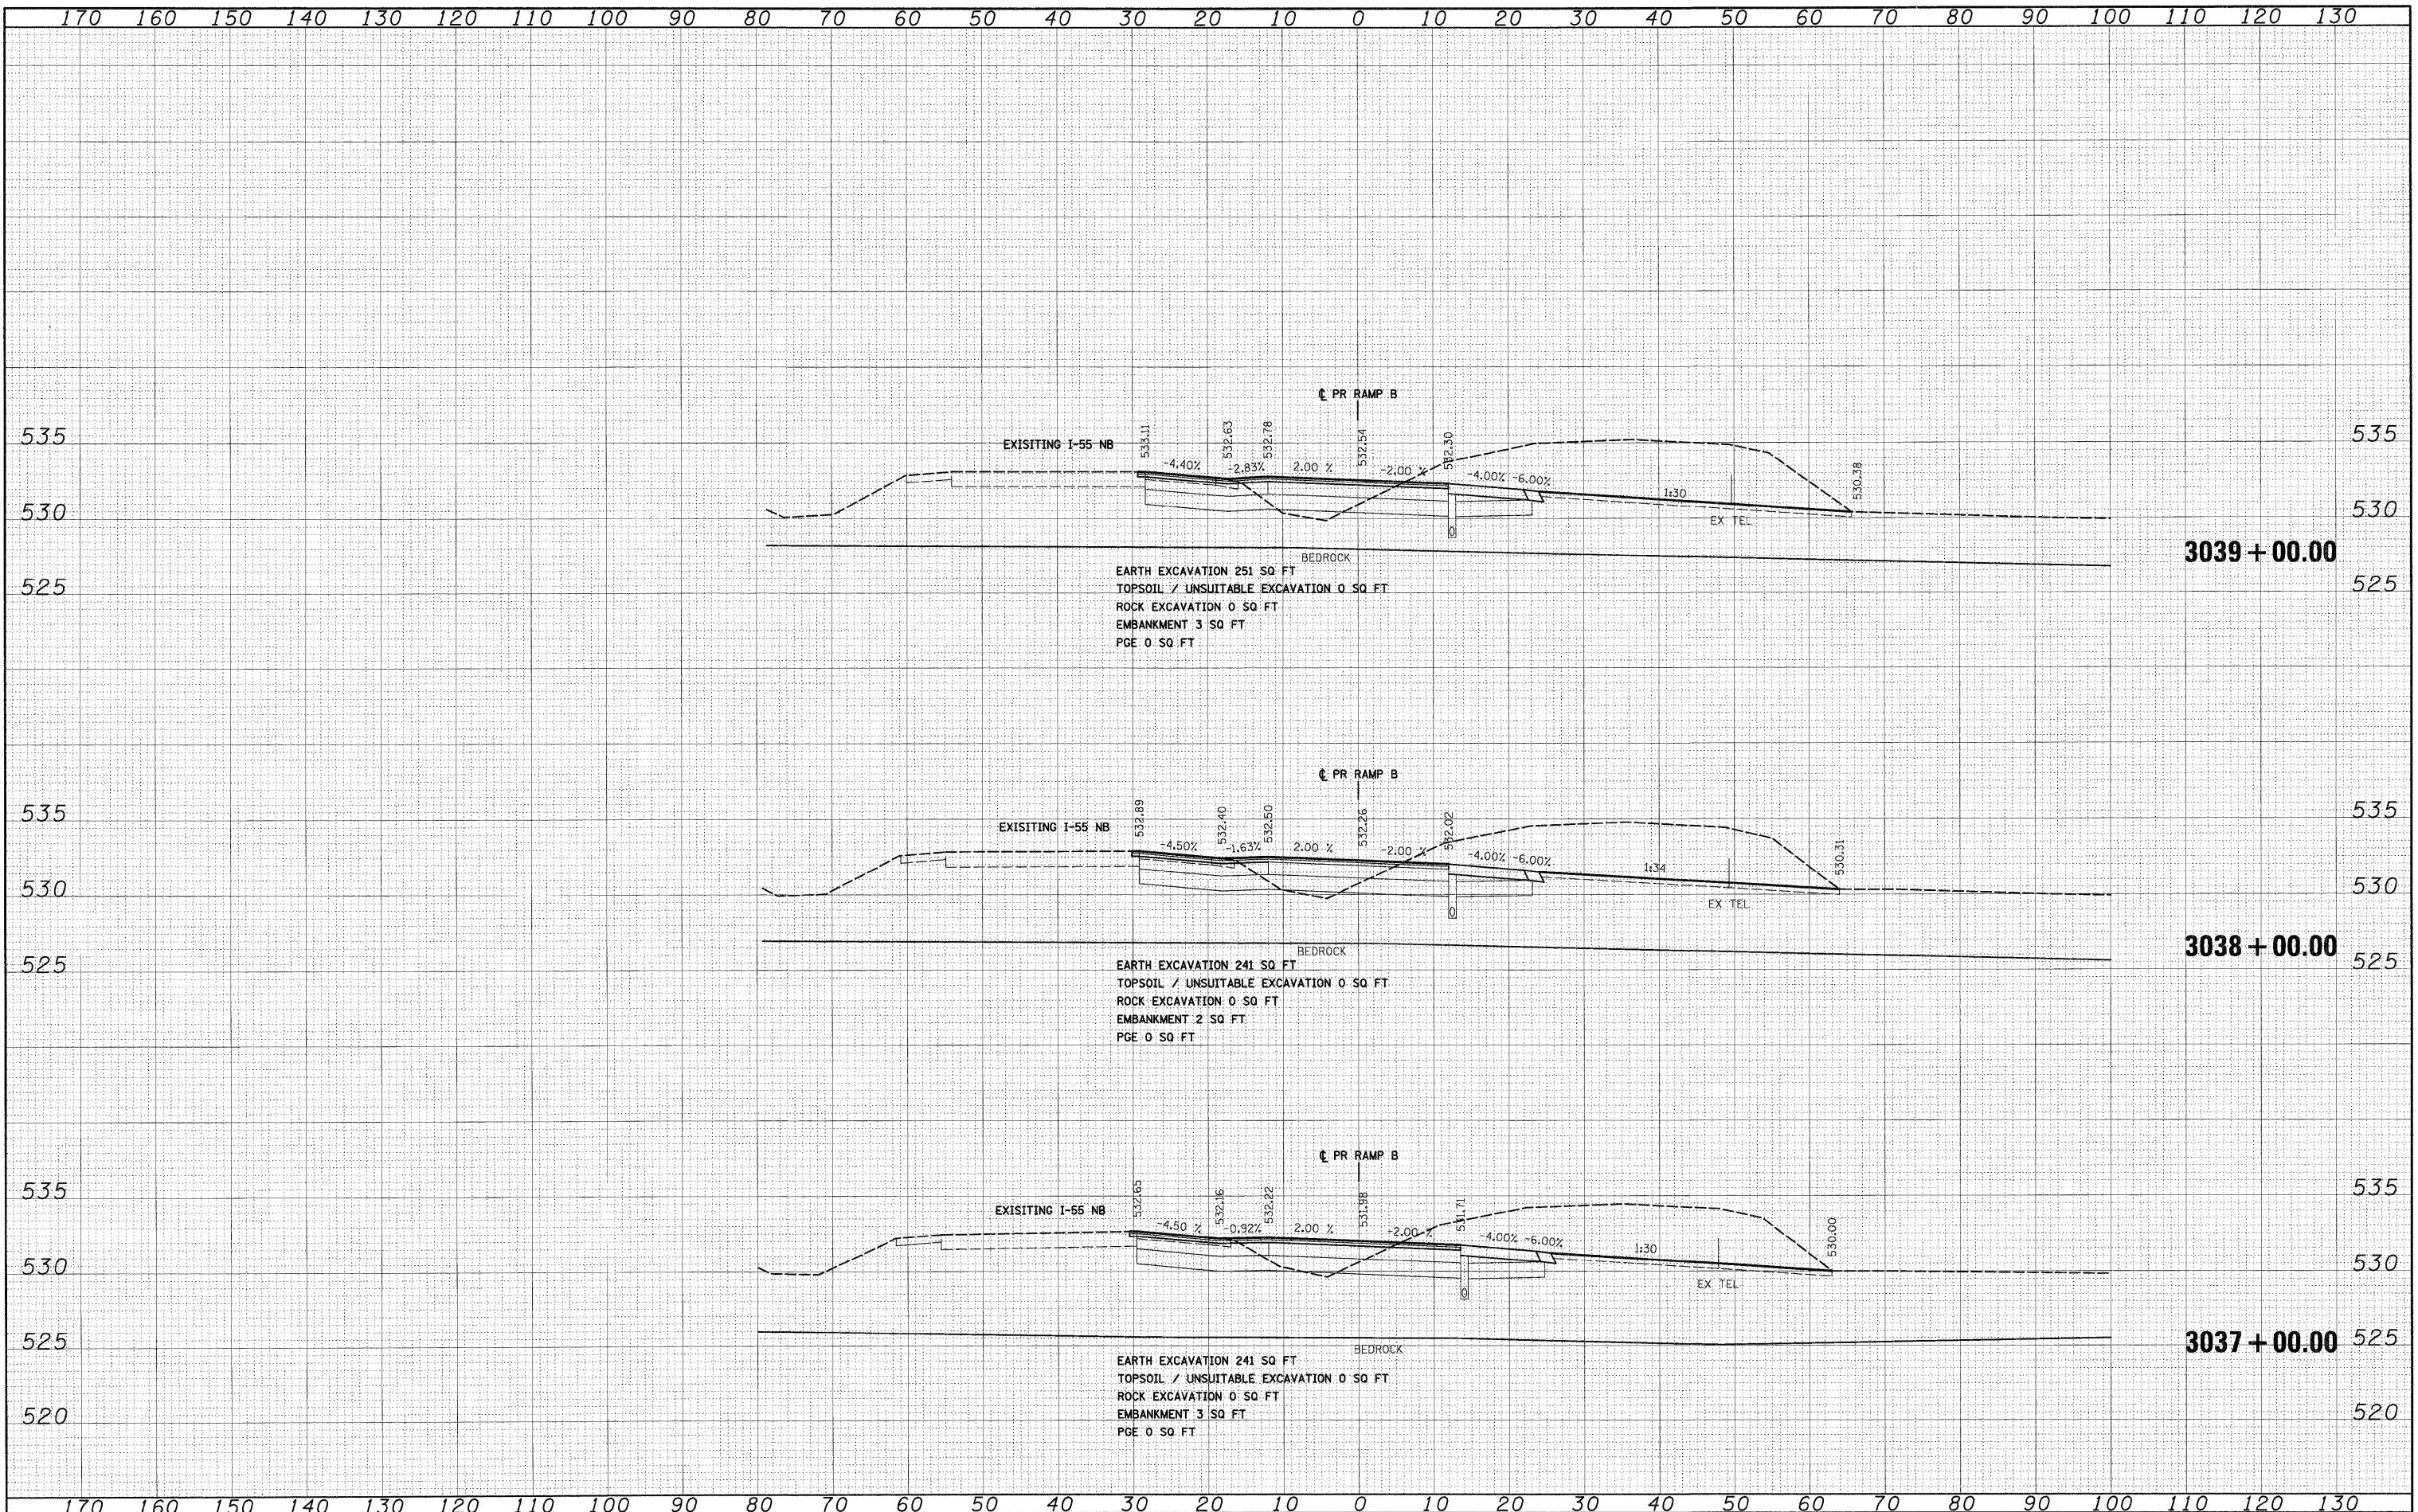 170 160 150 140 130 120 110 100 90 80 70 60 50 40 30 20 10 0 10 20 30 40 50 60 70 80 90 100 110 120 130
℄ PR RAMP B
535 EXISITING I-55 NB 533.11 532.63 532.78 532.54 532.30 530.38 535
-4.40% -2.83% 2.00 % -2.00 % -4.00% -6.00% 1:30
530 EX TEL 530
BEDROCK 3039+00.00
EARTH EXCAVATION 251 SQ FT
525 TOPSOIL / UNSUITABLE EXCAVATION 0 SQ FT 525
ROCK EXCAVATION 0 SQ FT
EMBANKMENT 3 SQ FT
PGE 0 SQ FT
℄ PR RAMP B
535 EXISITING I-55 NB 532.89 532.40 532.50 532.26 532.02 530.31 535
-4.50% -1.63% 2.00 % -2.00 % -4.00% -6.00% 1:34
530 EX TEL 530
BEDROCK 3038+00.00
525 EARTH EXCAVATION 241 SQ FT 525
TOPSOIL / UNSUITABLE EXCAVATION 0 SQ FT
ROCK EXCAVATION 0 SQ FT
EMBANKMENT 2 SQ FT
PGE 0 SQ FT
℄ PR RAMP B
535 EXISITING I-55 NB 532.65 532.16 532.22 531.98 531.71 530.00 535
-4.50 % -0.92% 2.00 % -2.00 % -4.00% -6.00% 1:30
530 EX TEL 530
525 BEDROCK 3037+00.00 525
EARTH EXCAVATION 241 SQ FT
TOPSOIL / UNSUITABLE EXCAVATION 0 SQ FT
ROCK EXCAVATION 0 SQ FT
520 EMBANKMENT 3 SQ FT 520
PGE 0 SQ FT
170 160 150 140 130 120 110 100 90 80 70 60 50 40 30 20 10 0 10 20 30 40 50 60 70 80 90 100 110 120 130